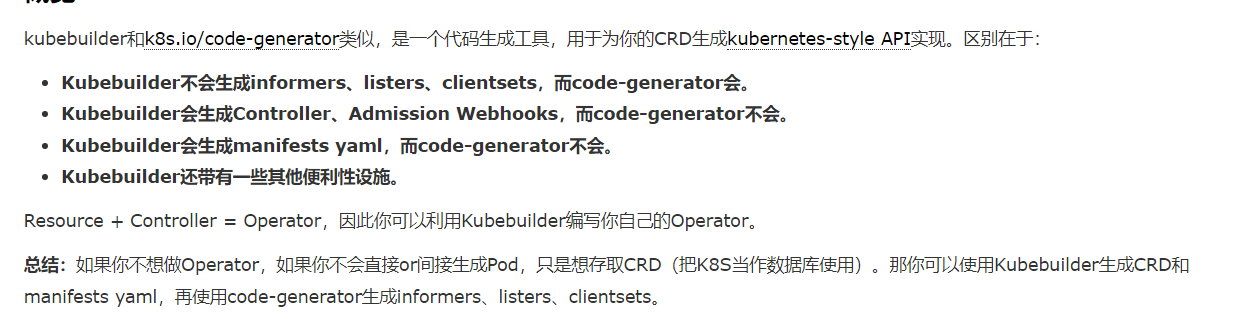 kubebuilder和k8s.io/code-generator类似，是一个代码生成工具，用于为你的CRD生成kubernetes-style API实现。区别在于：
• Kubebuilder不会生成informers、listers、clientsets，而code-generator会。
• Kubebuilder会生成Controller、Admission Webhooks，而code-generator不会。
• Kubebuilder会生成manifests yaml，而code-generator不会。
• Kubebuilder还带有一些其他便利性设施。
Resource + Controller = Operator，因此你可以利用Kubebuilder编写你自己的Operator。
总结：如果你不想做Operator，如果你不会直接or间接生成Pod，只是想存取CRD（把K8S当作数据库使用）。那你可以使用Kubebuilder生成CRD和
manifests yaml，再使用code-generator生成informers、listers、clientsets。